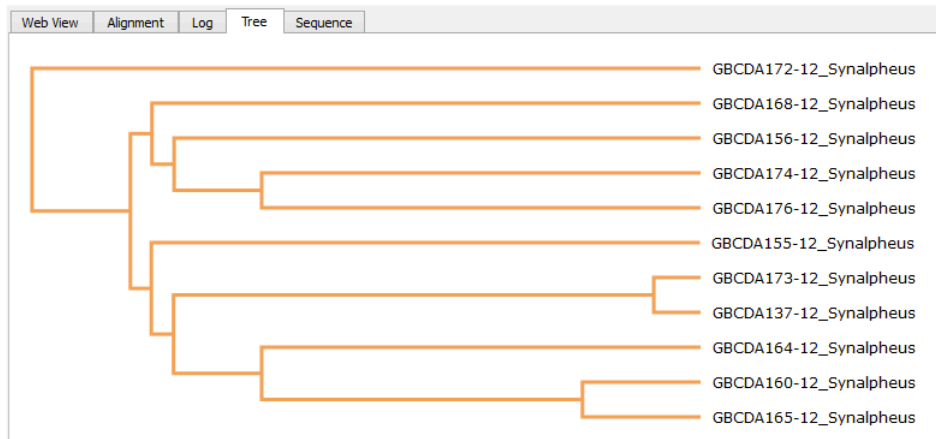 Web View Alignment Log Tree Sequence
GBCDA172-12_Synalpheus
GBCDA168-12_Synalpheus
GBCDA156-12_Synalpheus
GBCDA174-12_Synalpheus
GBCDA176-12_Synalpheus
GBCDA155-12_Synalpheus
GBCDA173-12_Synalpheus
GBCDA137-12_Synalpheus
GBCDA164-12_Synalpheus
GBCDA160-12_Synalpheus
GBCDA165-12_Synalpheus